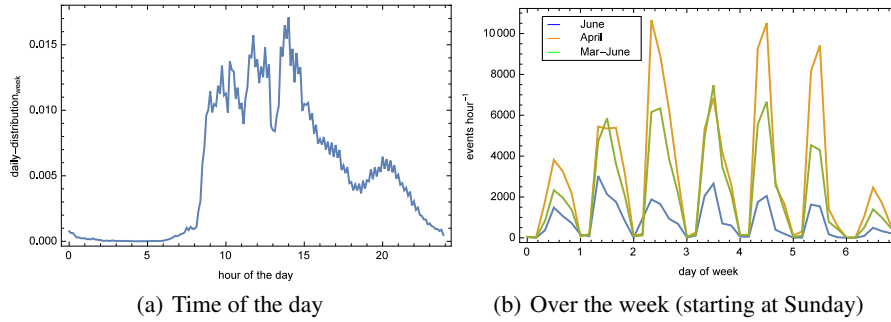 0.015
0.010
0.005
0.000
daily-distribution_week
0 5 10 15 20
hour of the day
(a) Time of the day
June
April
Mar–June
10 000
8000
6000
4000
2000
0
events hour⁻¹
0 1 2 3 4 5 6
day of week
(b) Over the week (starting at Sunday)